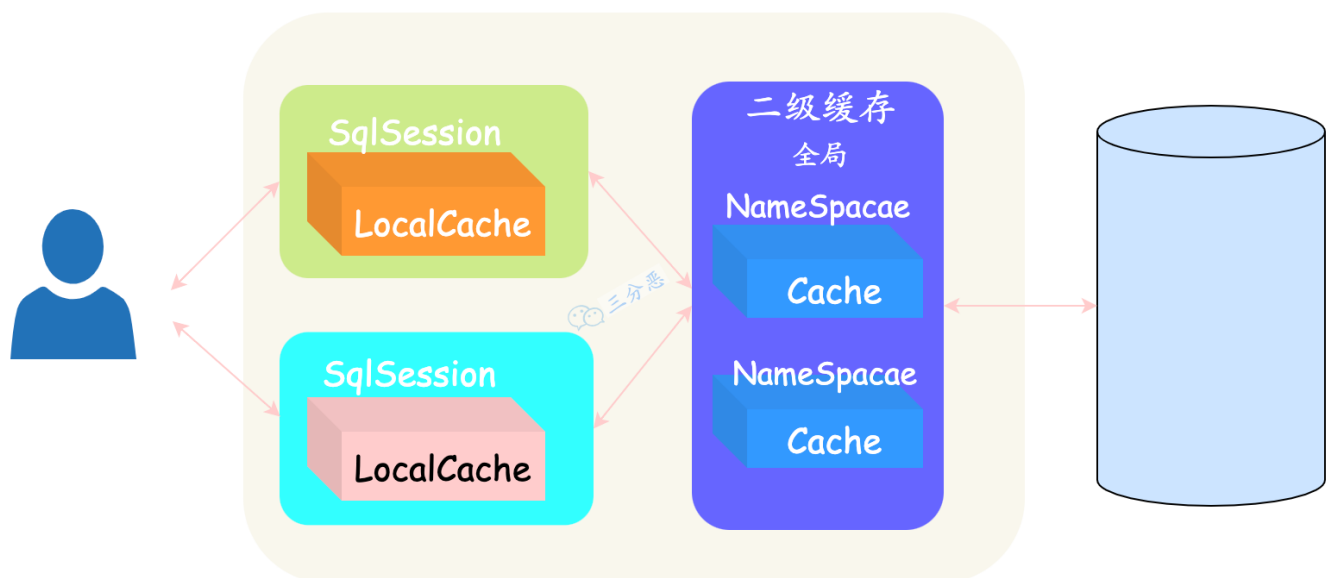 SqlSession
LocalCache
SqlSession
LocalCache
三分恶
二级缓存
全局
NameSpacae
Cache
NameSpacae
Cache